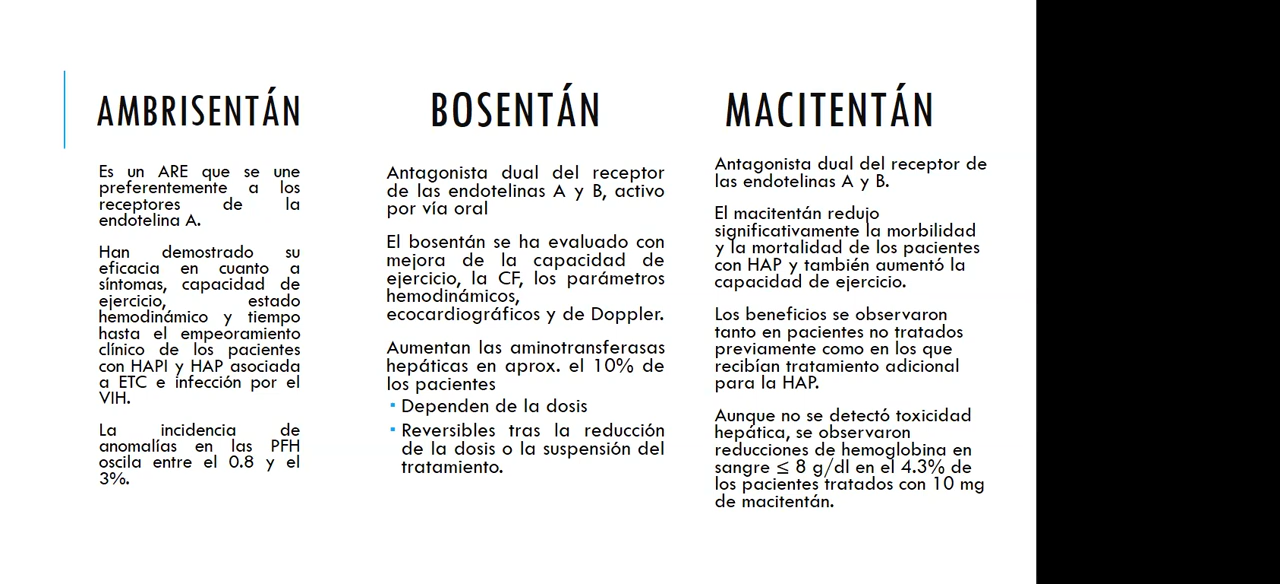 AMBRISENTÁN
Es un ARE que se une
preferentemente a los
receptores de la
endotelina A.
Han demostrado su
eficacia en cuanto a
síntomas, capacidad de
ejercicio, estado
hemodinámico y tiempo
hasta el empeoramiento
clínico de los pacientes
con HAPI y HAP asociada
a ETC e infección por el
VIH.
La incidencia de
anomalías en las PFH
oscila entre el 0.8 y el
3%.
BOSENTÁN
Antagonista dual del receptor
de las endotelinas A y B, activo
por vía oral
El bosentán se ha evaluado con
mejora de la capacidad de
ejercicio, la CF, los parámetros
hemodinámicos,
ecocardiográficos y de Doppler.
Aumentan las aminotransferasas
hepáticas en aprox. el 10% de
los pacientes
▪ Dependen de la dosis
▪ Reversibles tras la reducción
de la dosis o la suspensión del
tratamiento.
MACITENTÁN
Antagonista dual del receptor de
las endotelinas A y B.
El macitentán redujo
significativamente la morbilidad
y la mortalidad de los pacientes
con HAP y también aumentó la
capacidad de ejercicio.
Los beneficios se observaron
tanto en pacientes no tratados
previamente como en los que
recibían tratamiento adicional
para la HAP.
Aunque no se detectó toxicidad
hepática, se observaron
reducciones de hemoglobina en
sangre ≤ 8 g/dl en el 4.3% de
los pacientes tratados con 10 mg
de macitentán.